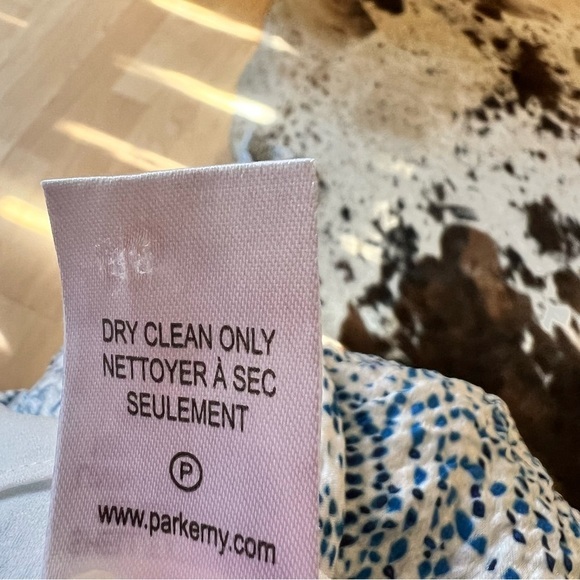 DRY CLEAN ONLY
NETTOYER À SEC
SEULEMENT
P
www.parkerny.com